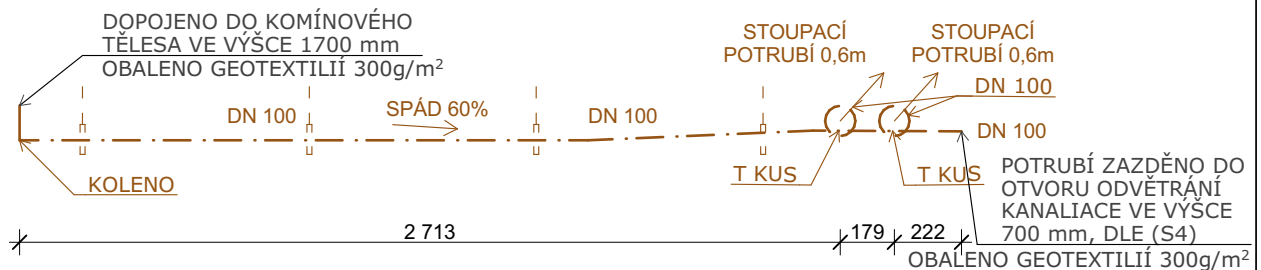 DOPOJENO DO KOMÍNOVÉHO
TĚLESA VE VÝŠCE 1700 mm
OBALENO GEOTEXTILIÍ 300g/m²
STOUPACÍ
POTRUBÍ 0,6m
STOUPACÍ
POTRUBÍ 0,6m
DN 100
DN 100
SPÁD 60%
DN 100
DN 100
KOLENO
T KUS
T KUS
POTRUBÍ ZAZDĚNO DO
OTVORU ODVĚTRÁNÍ
KANALIACE VE VÝŠCE
700 mm, DLE (S4)
OBALENO GEOTEXTILIÍ 300g/m²
2 713
179
222